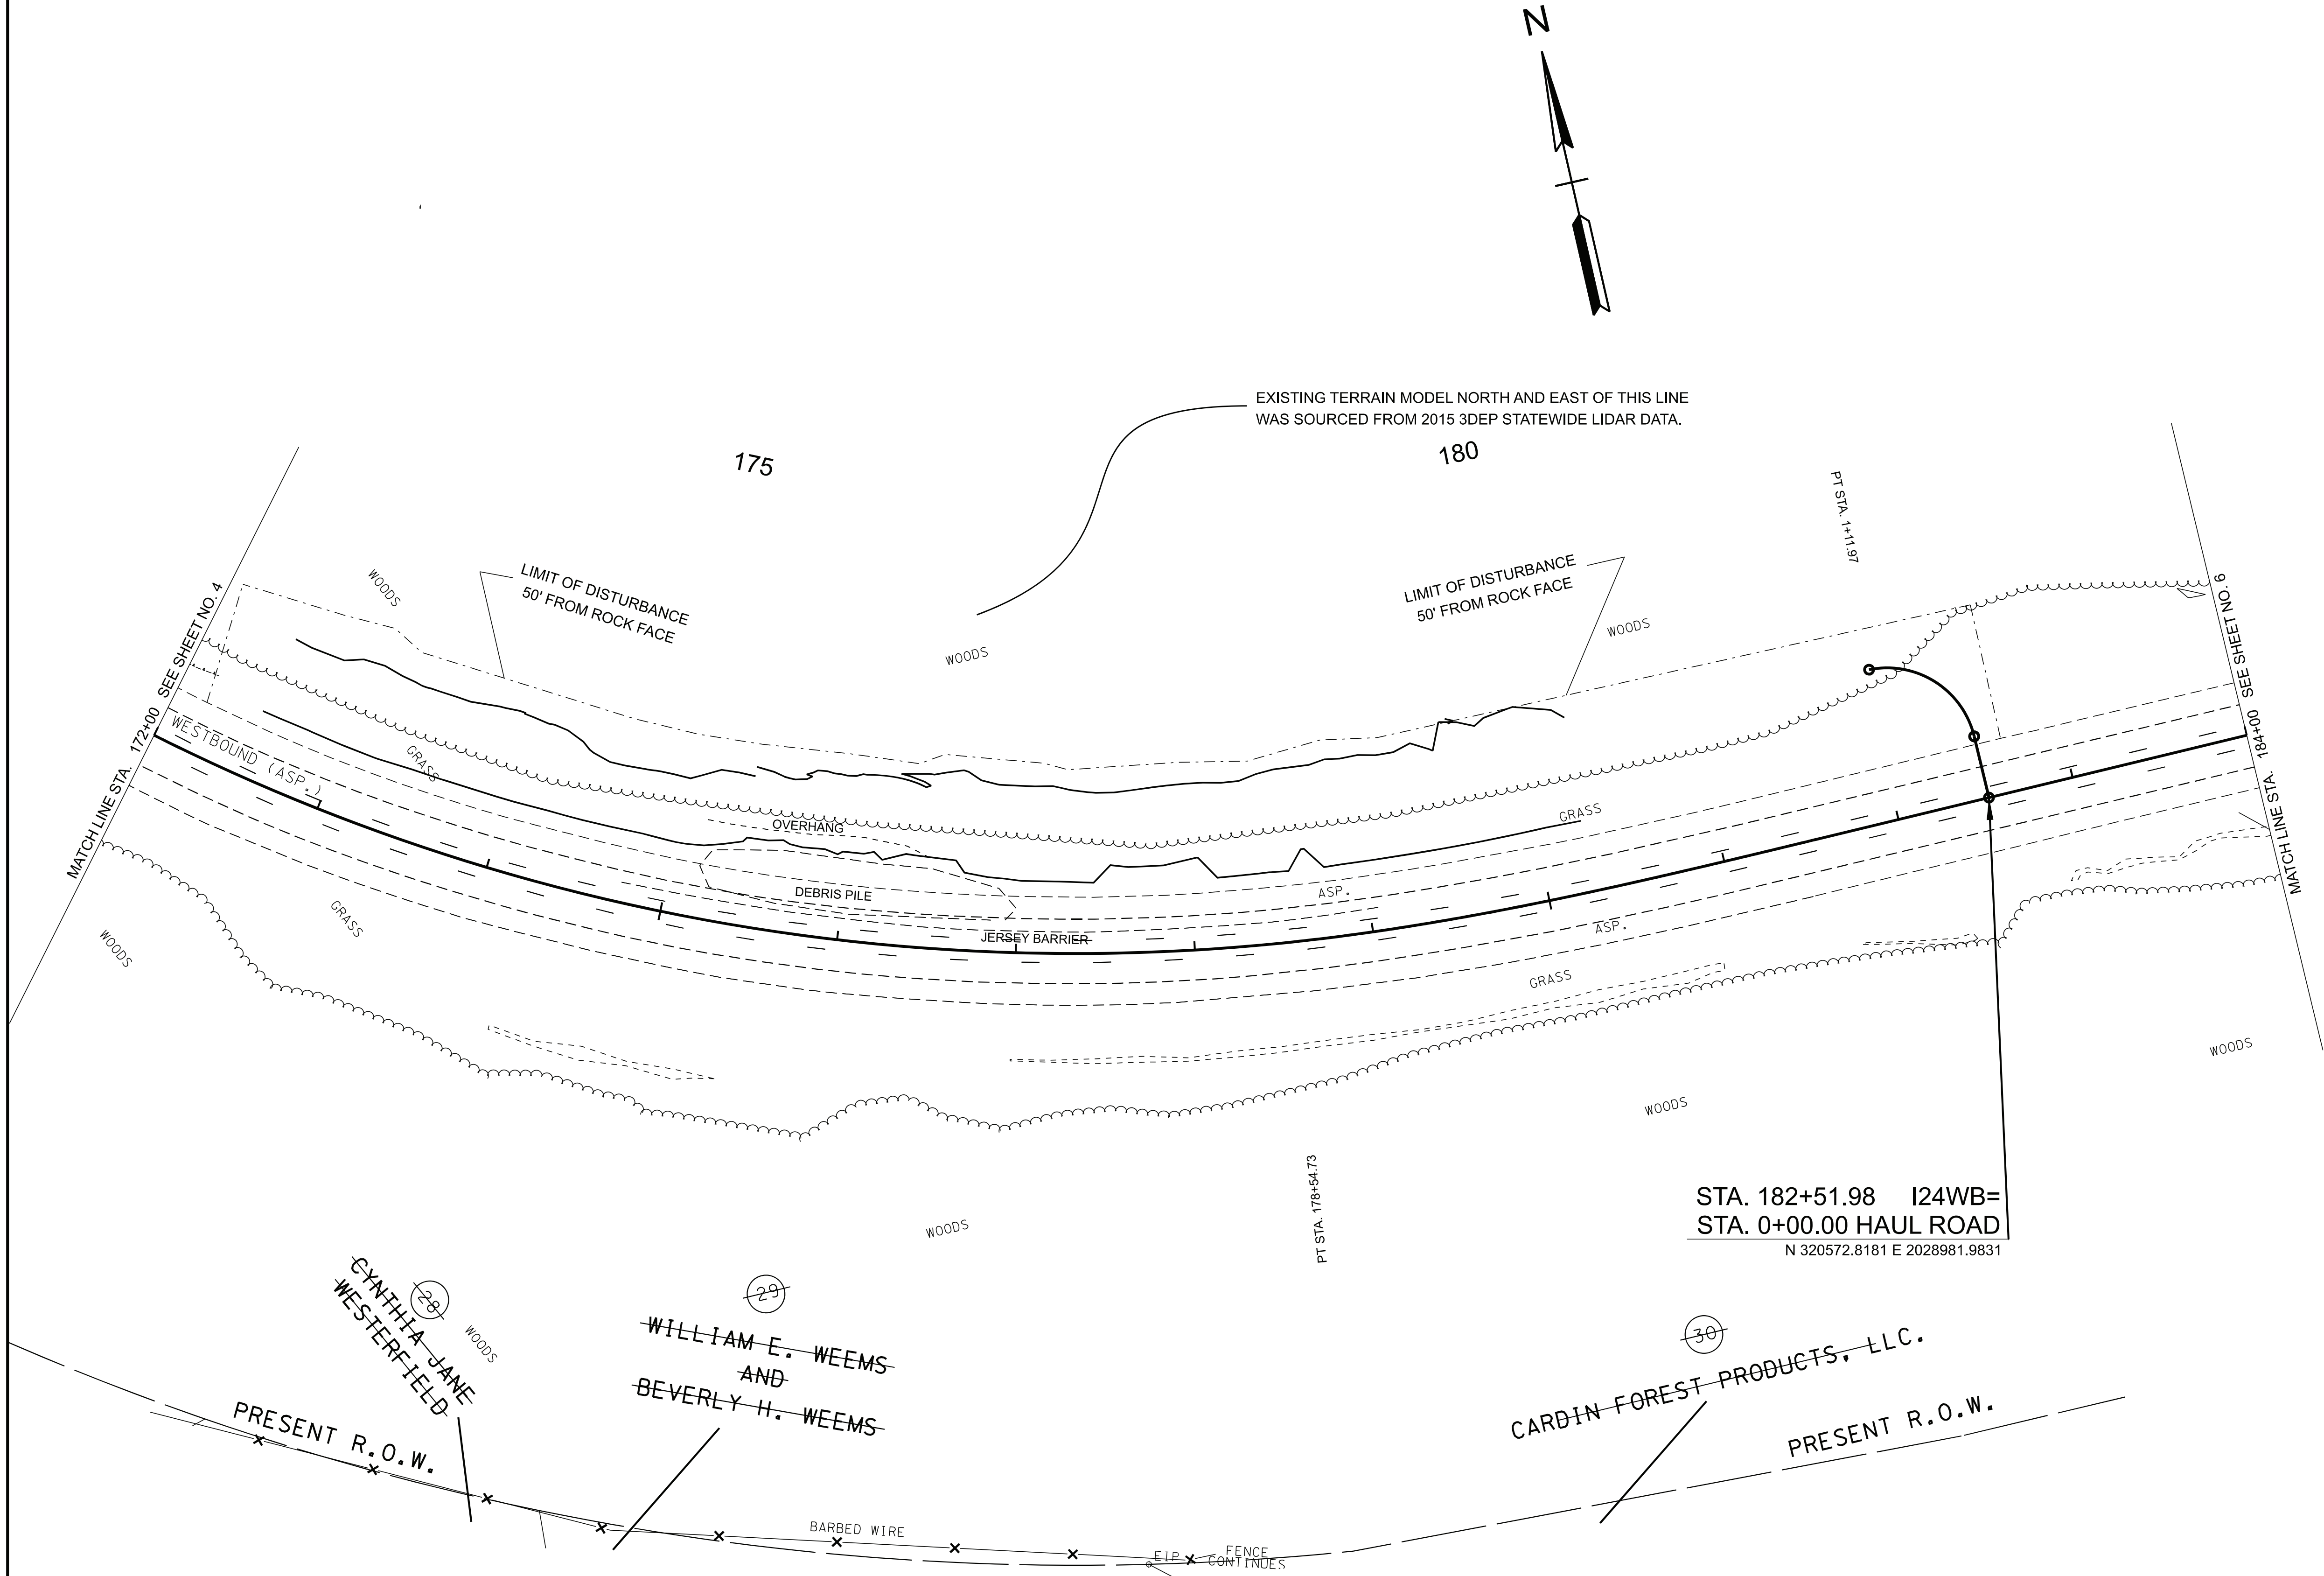 N
EXISTING TERRAIN MODEL NORTH AND EAST OF THIS LINE
WAS SOURCED FROM 2015 3DEP STATEWIDE LIDAR DATA.
175
180
PT STA. 1+11.97
LIMIT OF DISTURBANCE
50' FROM ROCK FACE
LIMIT OF DISTURBANCE
50' FROM ROCK FACE
WOODS
WOODS
WOODS
MATCH LINE STA. 172+00 SEE SHEET NO. 4
MATCH LINE STA. 184+00 SEE SHEET NO. 6
WESTBOUND (ASP.)
GRASS
OVERHANG
GRASS
DEBRIS PILE
ASP.
JERSEY BARRIER
ASP.
GRASS
WOODS
GRASS
WOODS
WOODS
PT STA. 178+54.73
WOODS
STA. 182+51.98 I24WB=
STA. 0+00.00 HAUL ROAD
N 320572.8181 E 2028981.9831
28
CYNTHIA JANE
WESTERFIELD
WOODS
29
WILLIAM E. WEEMS
AND
BEVERLY H. WEEMS
30
CARDIN FOREST PRODUCTS, LLC.
PRESENT R.O.W.
PRESENT R.O.W.
BARBED WIRE
EIP
FENCE
CONTINUES